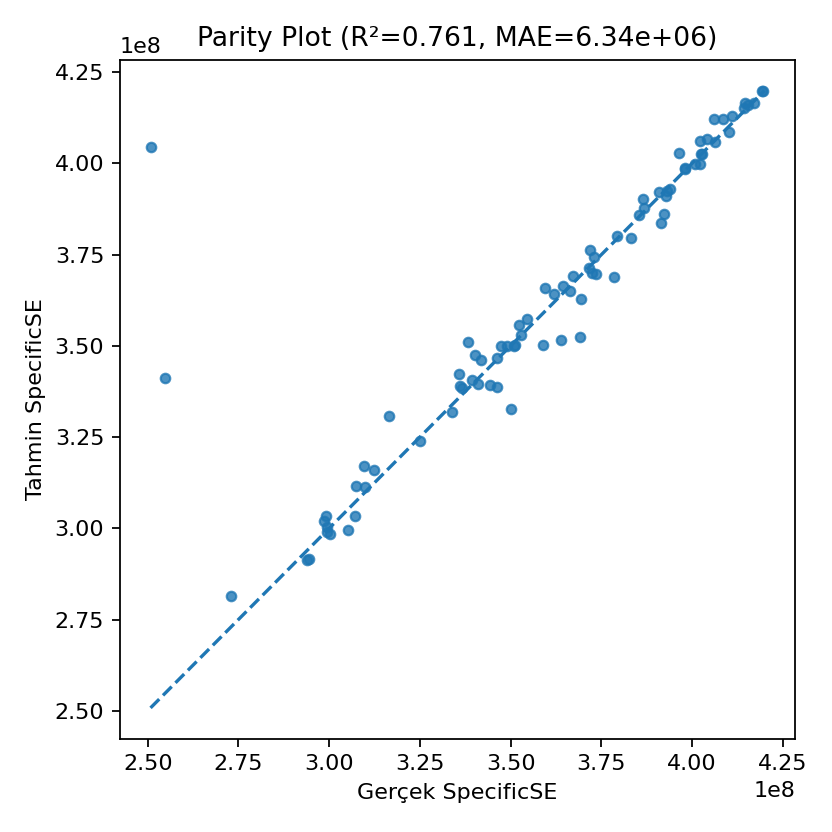 Parity Plot (R²=0.761, MAE=6.34e+06)
1e8
4.25
4.00
3.75
3.50
3.25
3.00
2.75
2.50
Tahmin SpecificSE
2.50 2.75 3.00 3.25 3.50 3.75 4.00 4.25
1e8
Gerçek SpecificSE